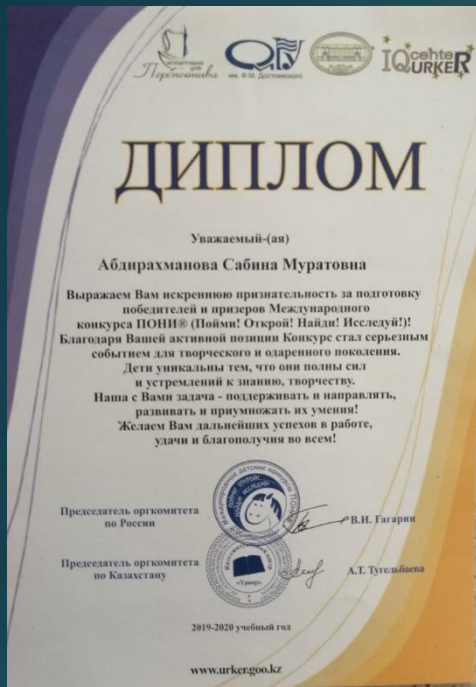 Перспектива
ОмГУ
им. Ф.М. Достоевского
IQ центр
URKER
ДИПЛОМ
Уважаемый-(ая)
Абдирахманова Сабина Муратовна
Выражаем Вам искреннюю признательность за подготовку
победителей и призеров Международного
конкурса ПОНИ® (Пойми! Открой! Найди! Исследуй!)!
Благодаря Вашей активной позиции Конкурс стал серьезным
событием для творческого и одаренного поколения.
Дети уникальны тем, что они полны сил
и устремлений к знанию, творчеству.
Наша с Вами задача - поддерживать и направлять,
развивать и приумножать их умения!
Желаем Вам дальнейших успехов в работе,
удачи и благополучия во всем!
Председатель оргкомитета
по России
В.И. Гагарин
Председатель оргкомитета
по Казахстану
«Уркер»
А.Т. Тугельбаева
2019-2020 учебный год
www.urker.goo.kz